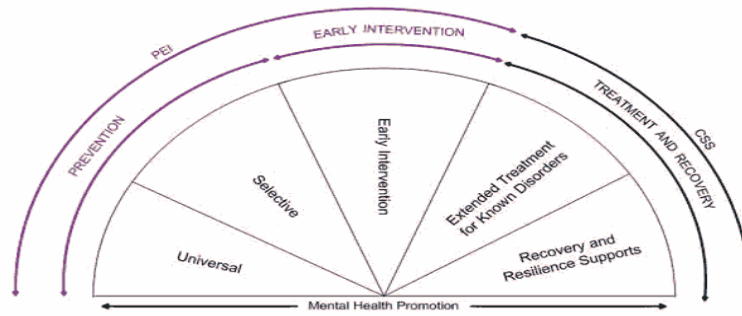 PEI
EARLY INTERVENTION
CSS
PREVENTION
TREATMENT AND RECOVERY
Universal
Selective
Early Intervention
Extended Treatment
for Known Disorders
Recovery and
Resilience Supports
Mental Health Promotion